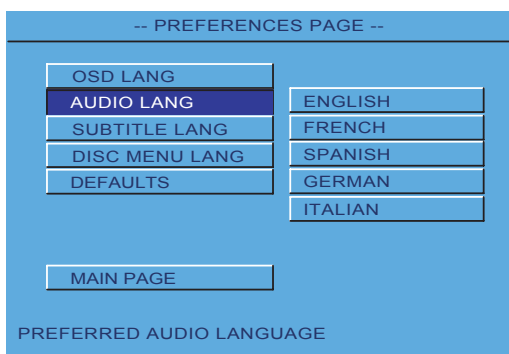 -- PREFERENCES PAGE --
OSD LANG
AUDIO LANG
SUBTITLE LANG
DISC MENU LANG
DEFAULTS
ENGLISH
FRENCH
SPANISH
GERMAN
ITALIAN
MAIN PAGE
PREFERRED AUDIO LANGUAGE